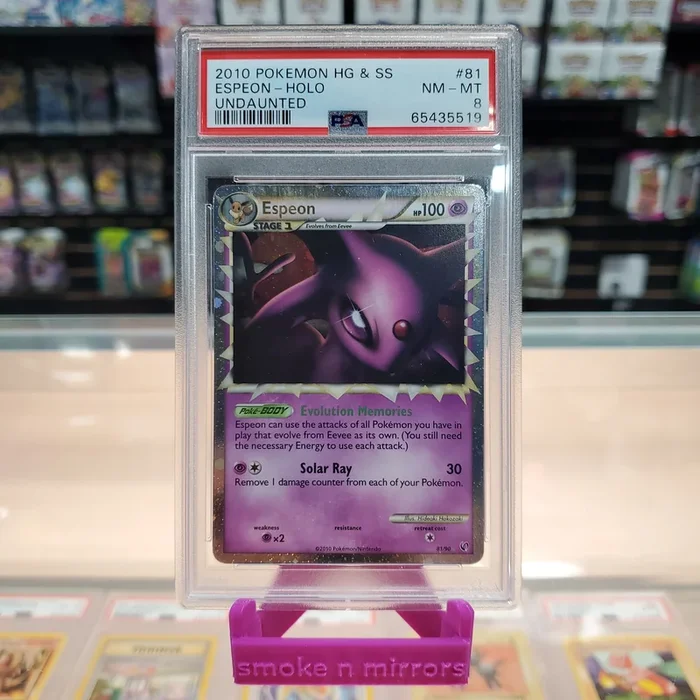 2010 POKEMON HG & SS #81
ESPEON - HOLO NM - MT
UNDAUNTED 8
PSA 65435519
Espeon HP100
STAGE 1 Evolves from Eevee
Poké-BODY Evolution Memories
Espeon can use the attacks of all Pokémon you have in
play that evolve from Eevee as its own. (You still need
the necessary Energy to use each attack.)
Solar Ray 30
Remove 1 damage counter from each of your Pokémon.
Illus. Hideaki Hakozaki
weakness resistance retreat cost
×2
©2010 Pokémon/Nintendo 81/90
smoke n mirrors